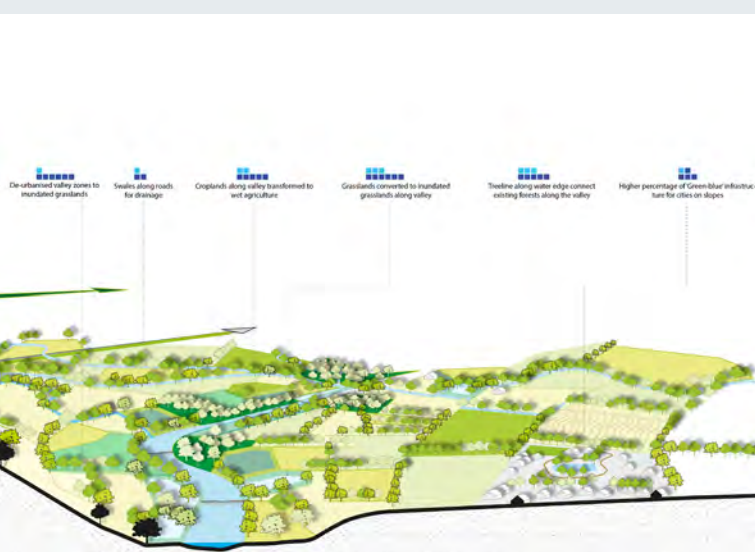 De-urbanised valley zones to
inundated grasslands
Swales along roads
for drainage
Croplands along valley transformed to
wet agriculture
Grasslands converted to inundated
grasslands along valley
Treeline along water edge connect
existing forests along the valley
Higher percentage of 'Green-blue' infrastruc-
ture for cities on slopes